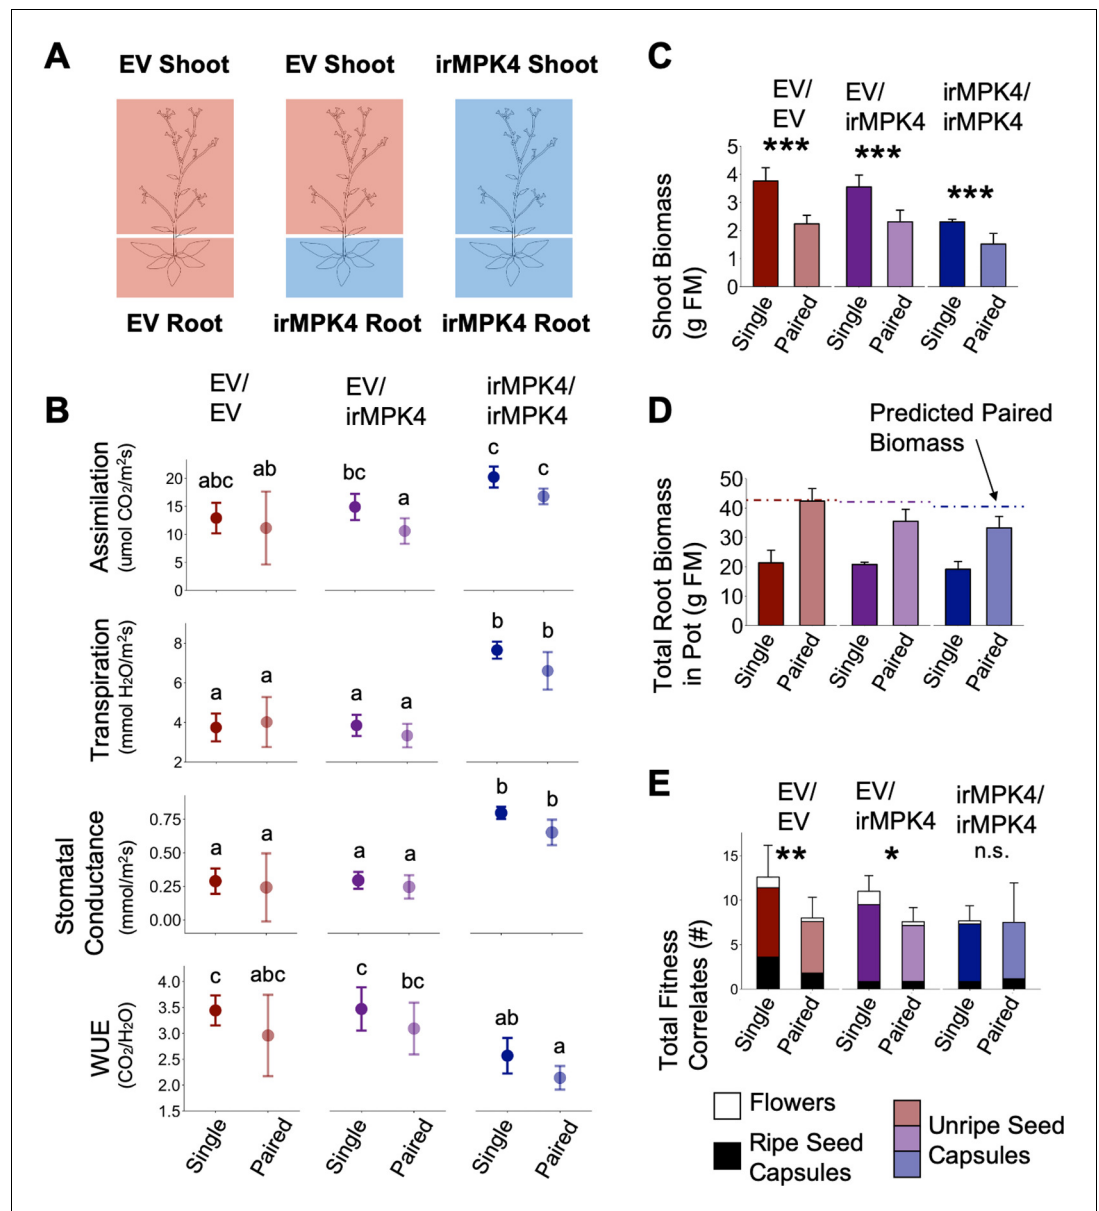 A
EV Shoot
EV Shoot
irMPK4 Shoot
EV Root
irMPK4 Root
irMPK4 Root
B
EV/
EV
EV/
irMPK4
irMPK4/
irMPK4
Assimilation
(umol CO2/m2s)
20
15
10
5
0
abc
ab
bc
a
c
c
Transpiration
(mmol H2O/m2s)
8
6
4
2
a
a
a
a
b
b
Stomatal
Conductance
(mmol/m2s)
0.75
0.50
0.25
0.00
a
a
a
a
b
b
WUE
(CO2/H2O)
4.0
3.5
3.0
2.5
2.0
1.5
c
abc
c
bc
ab
a
Single
Paired
Single
Paired
Single
Paired
C
EV/
EV
EV/
irMPK4
irMPK4/
irMPK4
Shoot Biomass
(g FM)
5
4
3
2
1
0
***
***
***
Single
Paired
Single
Paired
Single
Paired
D
Predicted Paired
Biomass
Total Root Biomass
in Pot (g FM)
50
40
30
20
10
0
Single
Paired
Single
Paired
Single
Paired
E
EV/
EV
EV/
irMPK4
irMPK4/
irMPK4
**
*
n.s.
Total Fitness
Correlates (#)
15
10
5
0
Single
Paired
Single
Paired
Single
Paired
Flowers
Ripe Seed
Capsules
Unripe Seed
Capsules